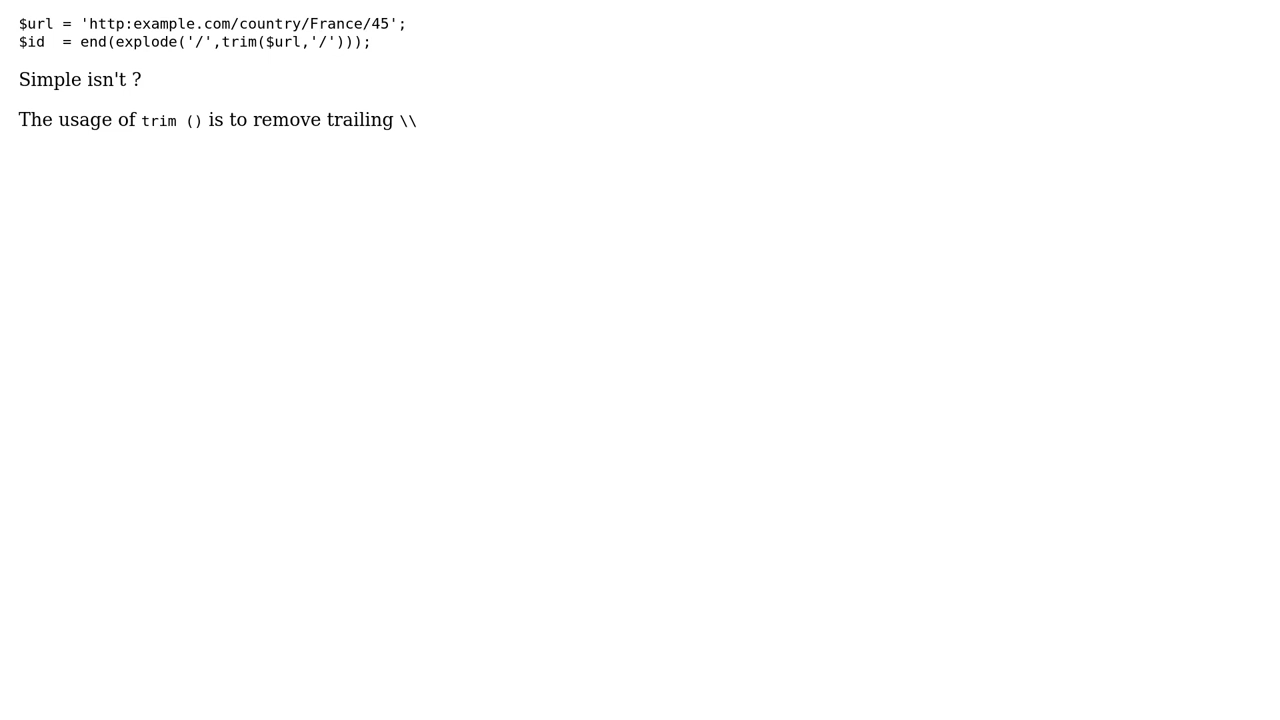 $url = 'http:example.com/country/France/45';
$id  = end(explode('/',trim($url,'/')));
Simple isn't ?
The usage of trim () is to remove trailing \\